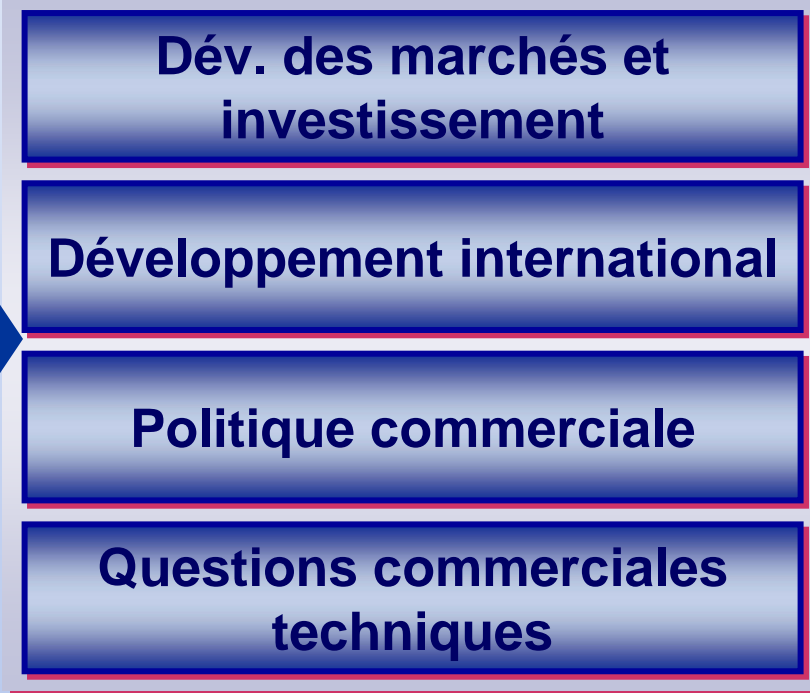 Dév. des marchés et
investissement
Développement international
Politique commerciale
Questions commerciales
techniques